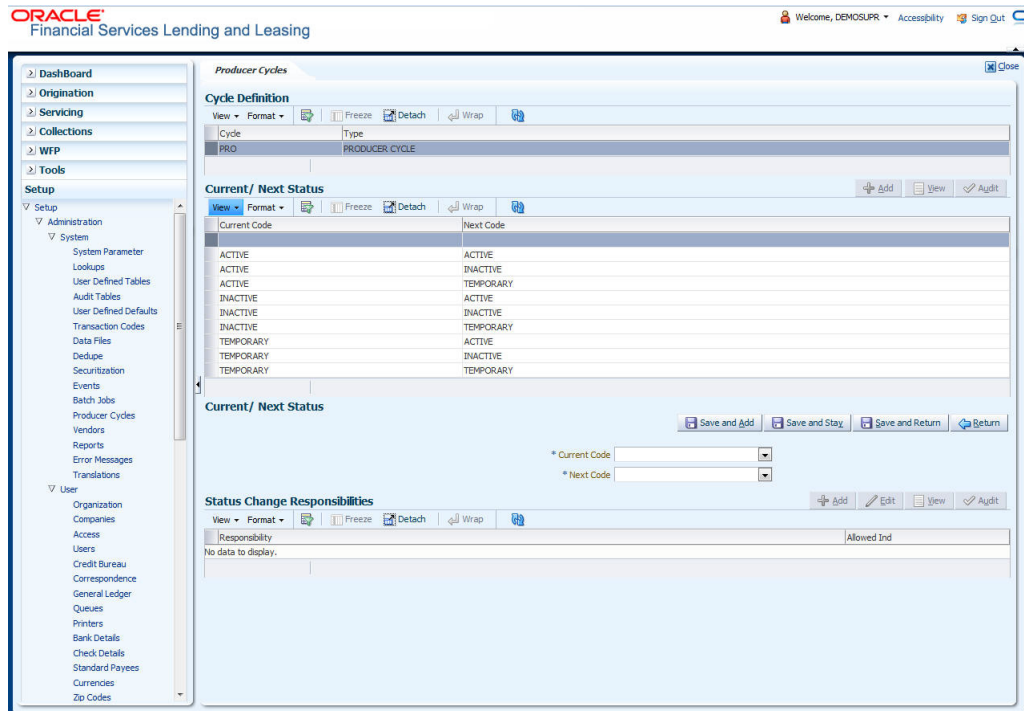 ORACLE'
Financial Services Lending and Leasing
Welcome, DEMOSUPR
Accessibility
Sign Out
DashBoard
Origination
Servicing
Collections
WFP
Tools
Setup
Setup
Administration
System
System Parameter
Lookups
User Defined Tables
Audit Tables
User Defined Defaults
Transaction Codes
Data Files
Dedupe
Securitization
Events
Batch Jobs
Producer Cycles
Vendors
Reports
Error Messages
Translations
User
Organization
Companies
Access
Users
Credit Bureau
Correspondence
General Ledger
Queues
Printers
Bank Details
Check Details
Standard Payees
Currencies
Zip Codes
Producer Cycles
Close
Cycle Definition
View Format Freeze Detach Wrap
Cycle Type
PRO PRODUCER CYCLE
Current/ Next Status
Add View Audit
View Format Freeze Detach Wrap
Current Code Next Code
ACTIVE ACTIVE
ACTIVE INACTIVE
ACTIVE TEMPORARY
INACTIVE ACTIVE
INACTIVE INACTIVE
INACTIVE TEMPORARY
TEMPORARY ACTIVE
TEMPORARY INACTIVE
TEMPORARY TEMPORARY
Current/ Next Status
Save and Add Save and Stay Save and Return Return
* Current Code
* Next Code
Status Change Responsibilities
Add Edit View Audit
View Format Freeze Detach Wrap
Responsibility Allowed Ind
No data to display.